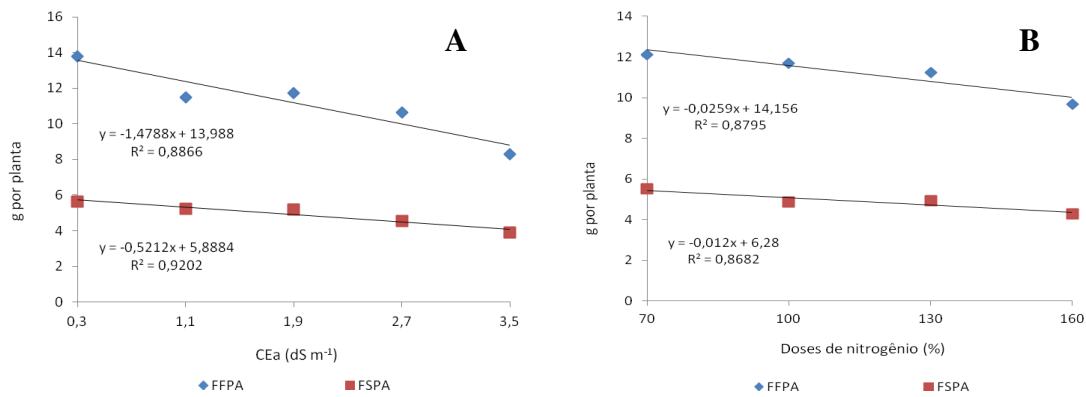 A
g por planta
16
14
12
10
8
6
4
2
0
y = -1,4788x + 13,988
R² = 0,8866
y = -0,5212x + 5,8884
R² = 0,9202
0,3 1,1 1,9 2,7 3,5
CEa (dS m⁻¹)
FFPA FSPA
B
g por planta
14
12
10
8
6
4
2
0
y = -0,0259x + 14,156
R² = 0,8795
y = -0,012x + 6,28
R² = 0,8682
70 100 130 160
Doses de nitrogênio (%)
FFPA FSPA